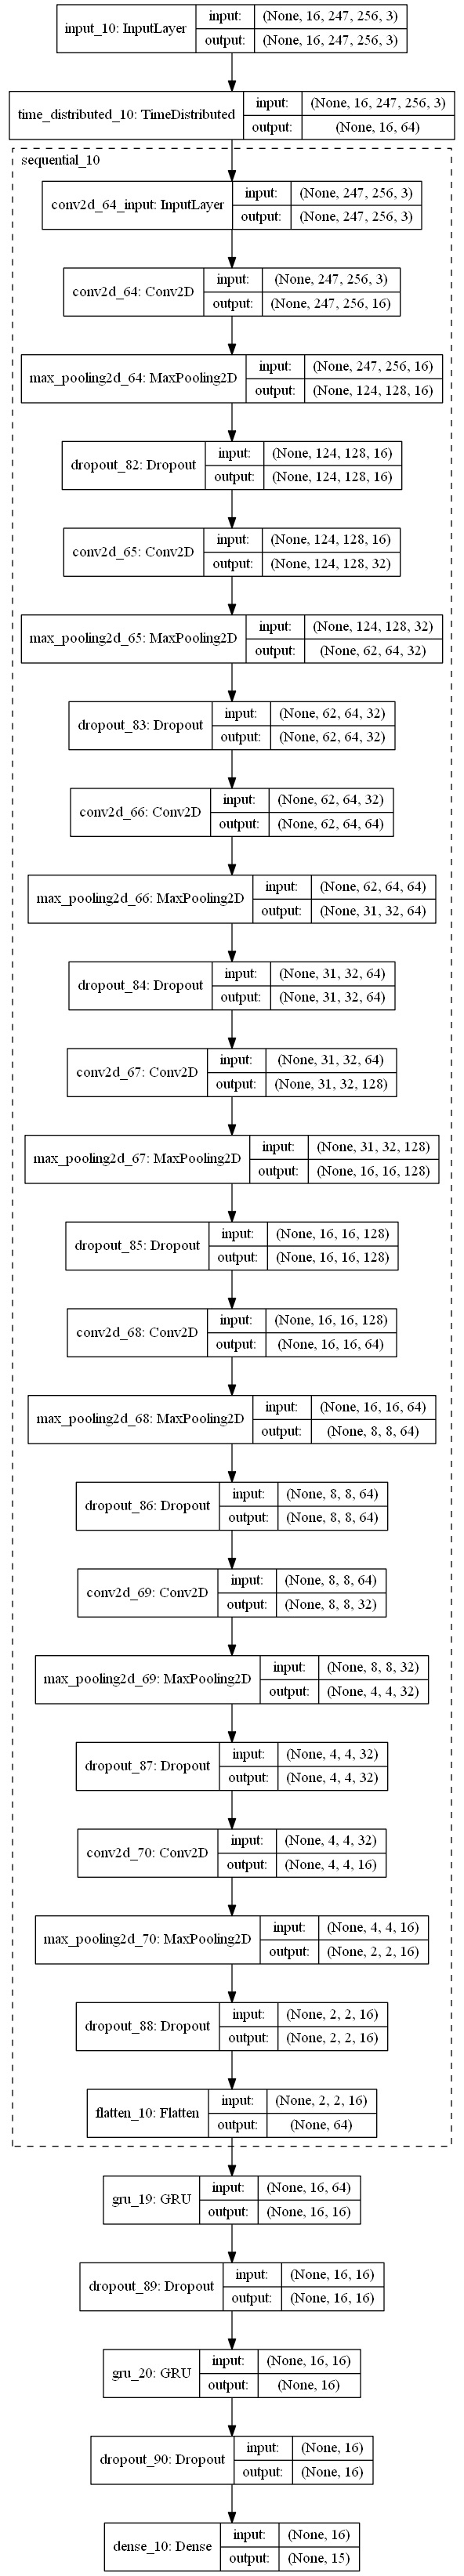 input_10: InputLayer
input: (None, 16, 247, 256, 3)
output: (None, 16, 247, 256, 3)
time_distributed_10: TimeDistributed
input: (None, 16, 247, 256, 3)
output: (None, 16, 64)
sequential_10
conv2d_64_input: InputLayer
input: (None, 247, 256, 3)
output: (None, 247, 256, 3)
conv2d_64: Conv2D
input: (None, 247, 256, 3)
output: (None, 247, 256, 16)
max_pooling2d_64: MaxPooling2D
input: (None, 247, 256, 16)
output: (None, 124, 128, 16)
dropout_82: Dropout
input: (None, 124, 128, 16)
output: (None, 124, 128, 16)
conv2d_65: Conv2D
input: (None, 124, 128, 16)
output: (None, 124, 128, 32)
max_pooling2d_65: MaxPooling2D
input: (None, 124, 128, 32)
output: (None, 62, 64, 32)
dropout_83: Dropout
input: (None, 62, 64, 32)
output: (None, 62, 64, 32)
conv2d_66: Conv2D
input: (None, 62, 64, 32)
output: (None, 62, 64, 64)
max_pooling2d_66: MaxPooling2D
input: (None, 62, 64, 64)
output: (None, 31, 32, 64)
dropout_84: Dropout
input: (None, 31, 32, 64)
output: (None, 31, 32, 64)
conv2d_67: Conv2D
input: (None, 31, 32, 64)
output: (None, 31, 32, 128)
max_pooling2d_67: MaxPooling2D
input: (None, 31, 32, 128)
output: (None, 16, 16, 128)
dropout_85: Dropout
input: (None, 16, 16, 128)
output: (None, 16, 16, 128)
conv2d_68: Conv2D
input: (None, 16, 16, 128)
output: (None, 16, 16, 64)
max_pooling2d_68: MaxPooling2D
input: (None, 16, 16, 64)
output: (None, 8, 8, 64)
dropout_86: Dropout
input: (None, 8, 8, 64)
output: (None, 8, 8, 64)
conv2d_69: Conv2D
input: (None, 8, 8, 64)
output: (None, 8, 8, 32)
max_pooling2d_69: MaxPooling2D
input: (None, 8, 8, 32)
output: (None, 4, 4, 32)
dropout_87: Dropout
input: (None, 4, 4, 32)
output: (None, 4, 4, 32)
conv2d_70: Conv2D
input: (None, 4, 4, 32)
output: (None, 4, 4, 16)
max_pooling2d_70: MaxPooling2D
input: (None, 4, 4, 16)
output: (None, 2, 2, 16)
dropout_88: Dropout
input: (None, 2, 2, 16)
output: (None, 2, 2, 16)
flatten_10: Flatten
input: (None, 2, 2, 16)
output: (None, 64)
gru_19: GRU
input: (None, 16, 64)
output: (None, 16, 16)
dropout_89: Dropout
input: (None, 16, 16)
output: (None, 16, 16)
gru_20: GRU
input: (None, 16, 16)
output: (None, 16)
dropout_90: Dropout
input: (None, 16)
output: (None, 16)
dense_10: Dense
input: (None, 16)
output: (None, 15)